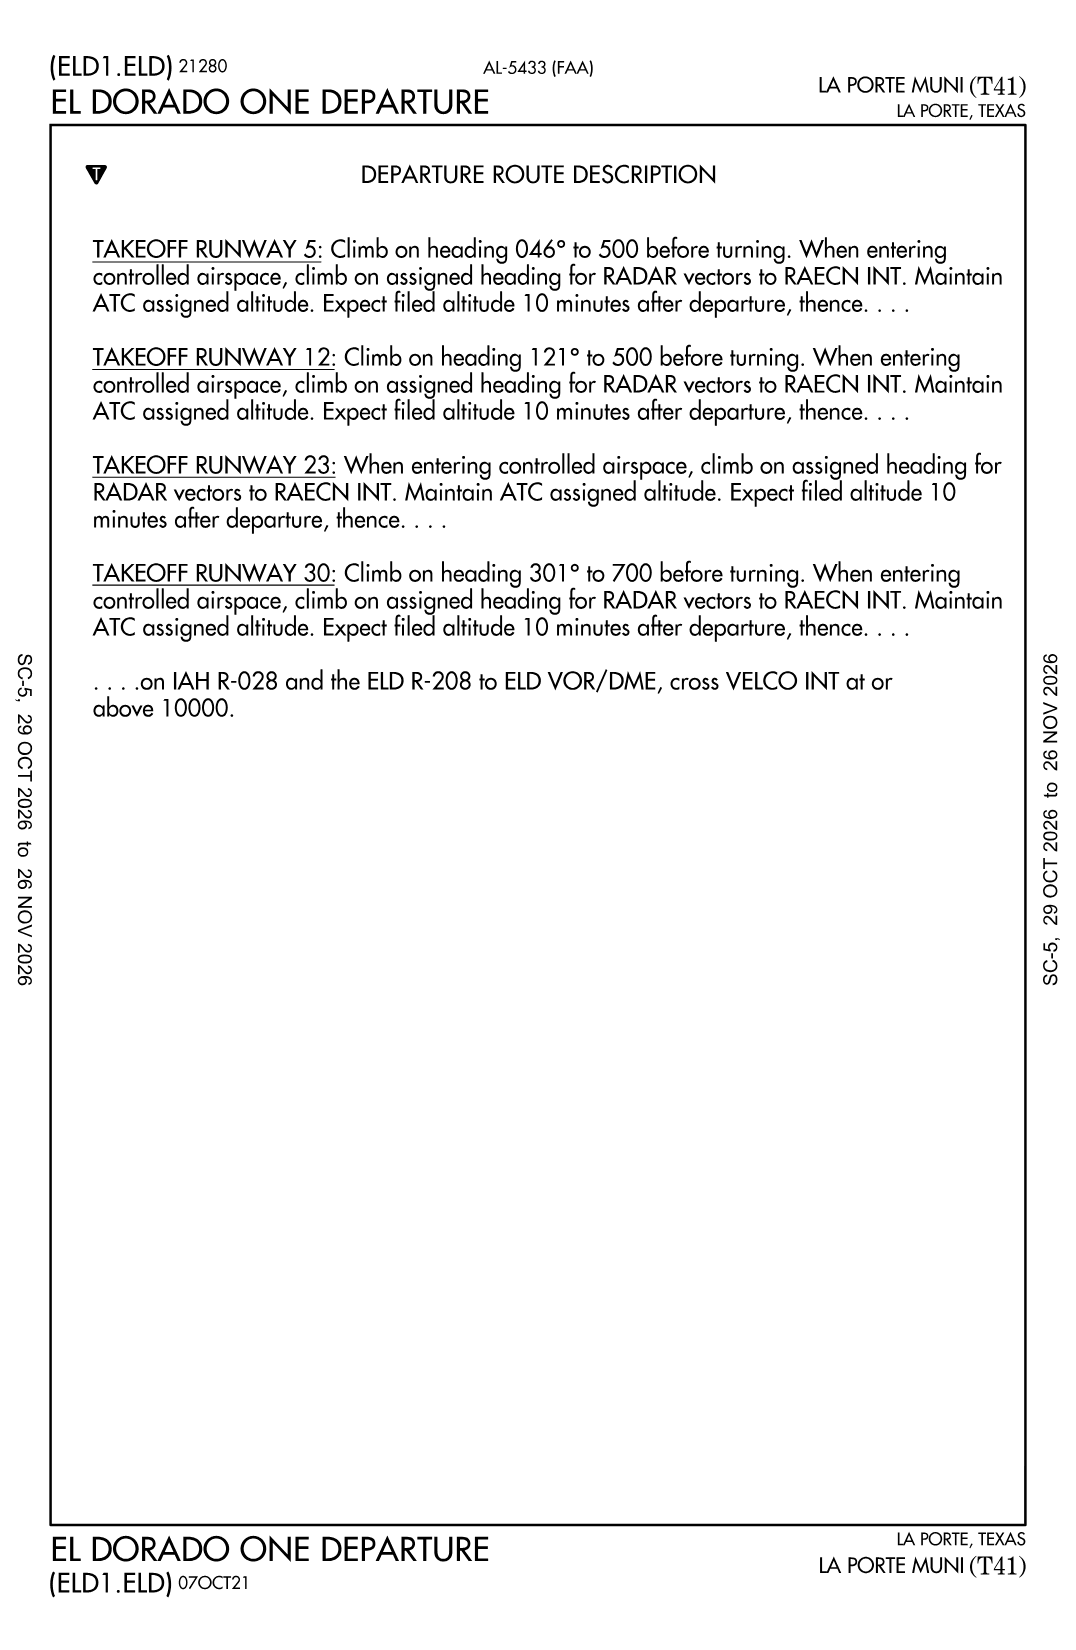 (ELD1.ELD) 21280
AL-5433 (FAA)
EL DORADO ONE DEPARTURE
LA PORTE MUNI (T41)
LA PORTE, TEXAS
T
DEPARTURE ROUTE DESCRIPTION
TAKEOFF RUNWAY 5: Climb on heading 046° to 500 before turning. When entering
controlled airspace, climb on assigned heading for RADAR vectors to RAECN INT. Maintain
ATC assigned altitude. Expect filed altitude 10 minutes after departure, thence. . . .
TAKEOFF RUNWAY 12: Climb on heading 121° to 500 before turning. When entering
controlled airspace, climb on assigned heading for RADAR vectors to RAECN INT. Maintain
ATC assigned altitude. Expect filed altitude 10 minutes after departure, thence. . . .
TAKEOFF RUNWAY 23: When entering controlled airspace, climb on assigned heading for
RADAR vectors to RAECN INT. Maintain ATC assigned altitude. Expect filed altitude 10
minutes after departure, thence. . . .
TAKEOFF RUNWAY 30: Climb on heading 301° to 700 before turning. When entering
controlled airspace, climb on assigned heading for RADAR vectors to RAECN INT. Maintain
ATC assigned altitude. Expect filed altitude 10 minutes after departure, thence. . . .
. . . .on IAH R-028 and the ELD R-208 to ELD VOR/DME, cross VELCO INT at or
above 10000.
SC-5, 29 OCT 2026 to 26 NOV 2026
SC-5, 29 OCT 2026 to 26 NOV 2026
EL DORADO ONE DEPARTURE
(ELD1.ELD) 07OCT21
LA PORTE, TEXAS
LA PORTE MUNI (T41)